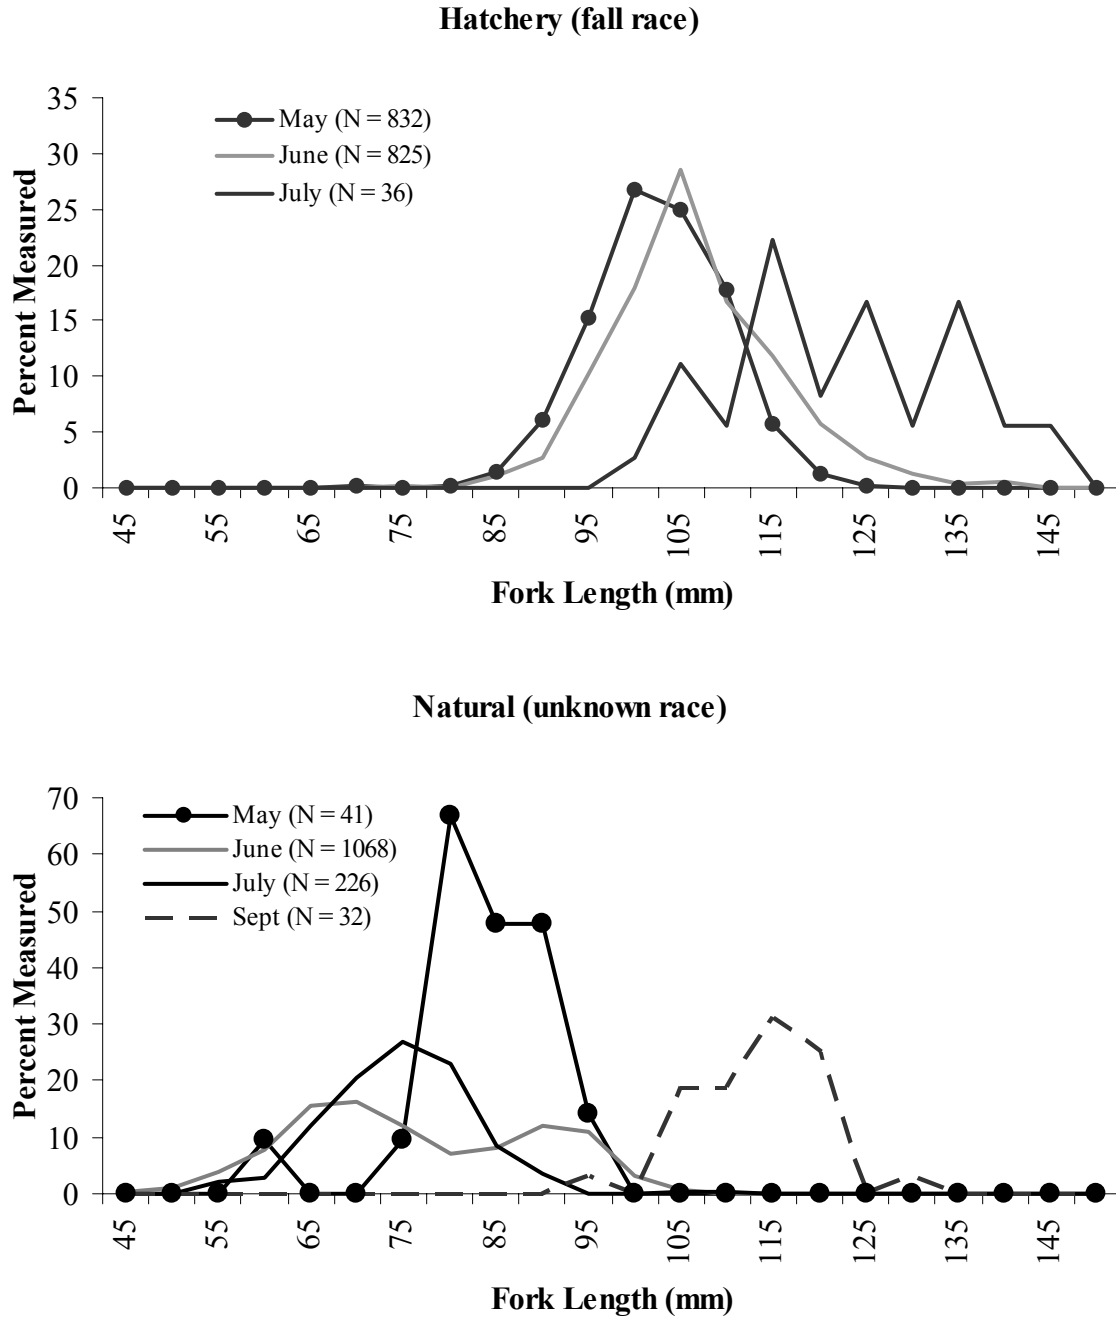 Hatchery (fall race)
35
30
25
20
15
10
5
0
Percent Measured
May (N = 832)
June (N = 825)
July (N = 36)
45 55 65 75 85 95 105 115 125 135 145
Fork Length (mm)
Natural (unknown race)
70
60
50
40
30
20
10
0
Percent Measured
May (N = 41)
June (N = 1068)
July (N = 226)
Sept (N = 32)
45 55 65 75 85 95 105 115 125 135 145
Fork Length (mm)